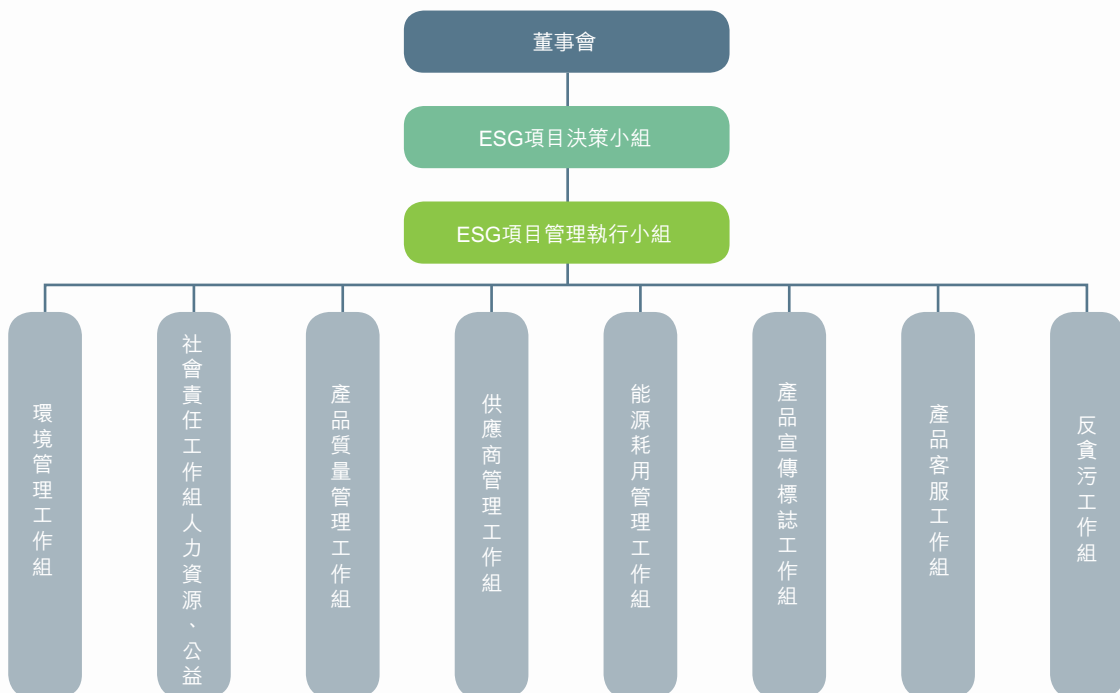 董事會
ESG項目決策小組
ESG項目管理執行小組
環境管理工作組
社會責任工作組人力資源、公益
產品質量管理工作組
供應商管理工作組
能源耗用管理工作組
產品宣傳標誌工作組
產品客服工作組
反貪污工作組